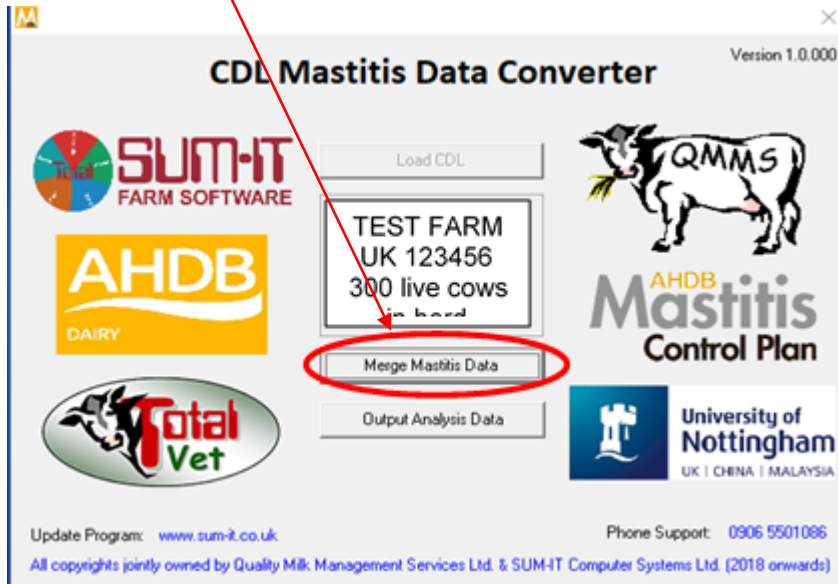 CDL Mastitis Data Converter
Version 1.0.000
Total
SUM-IT
FARM SOFTWARE
Load CDL
QMMS
TEST FARM
UK 123456
300 live cows
in herd
AHDB
DAIRY
AHDB
Mastitis
Control Plan
Merge Mastitis Data
Output Analysis Data
Total
Vet
University of
Nottingham
UK | CHINA | MALAYSIA
Update Program: www.sum-it.co.uk
Phone Support: 0906 5501086
All copyrights jointly owned by Quality Milk Management Services Ltd. & SUM-IT Computer Systems Ltd. (2018 onwards)